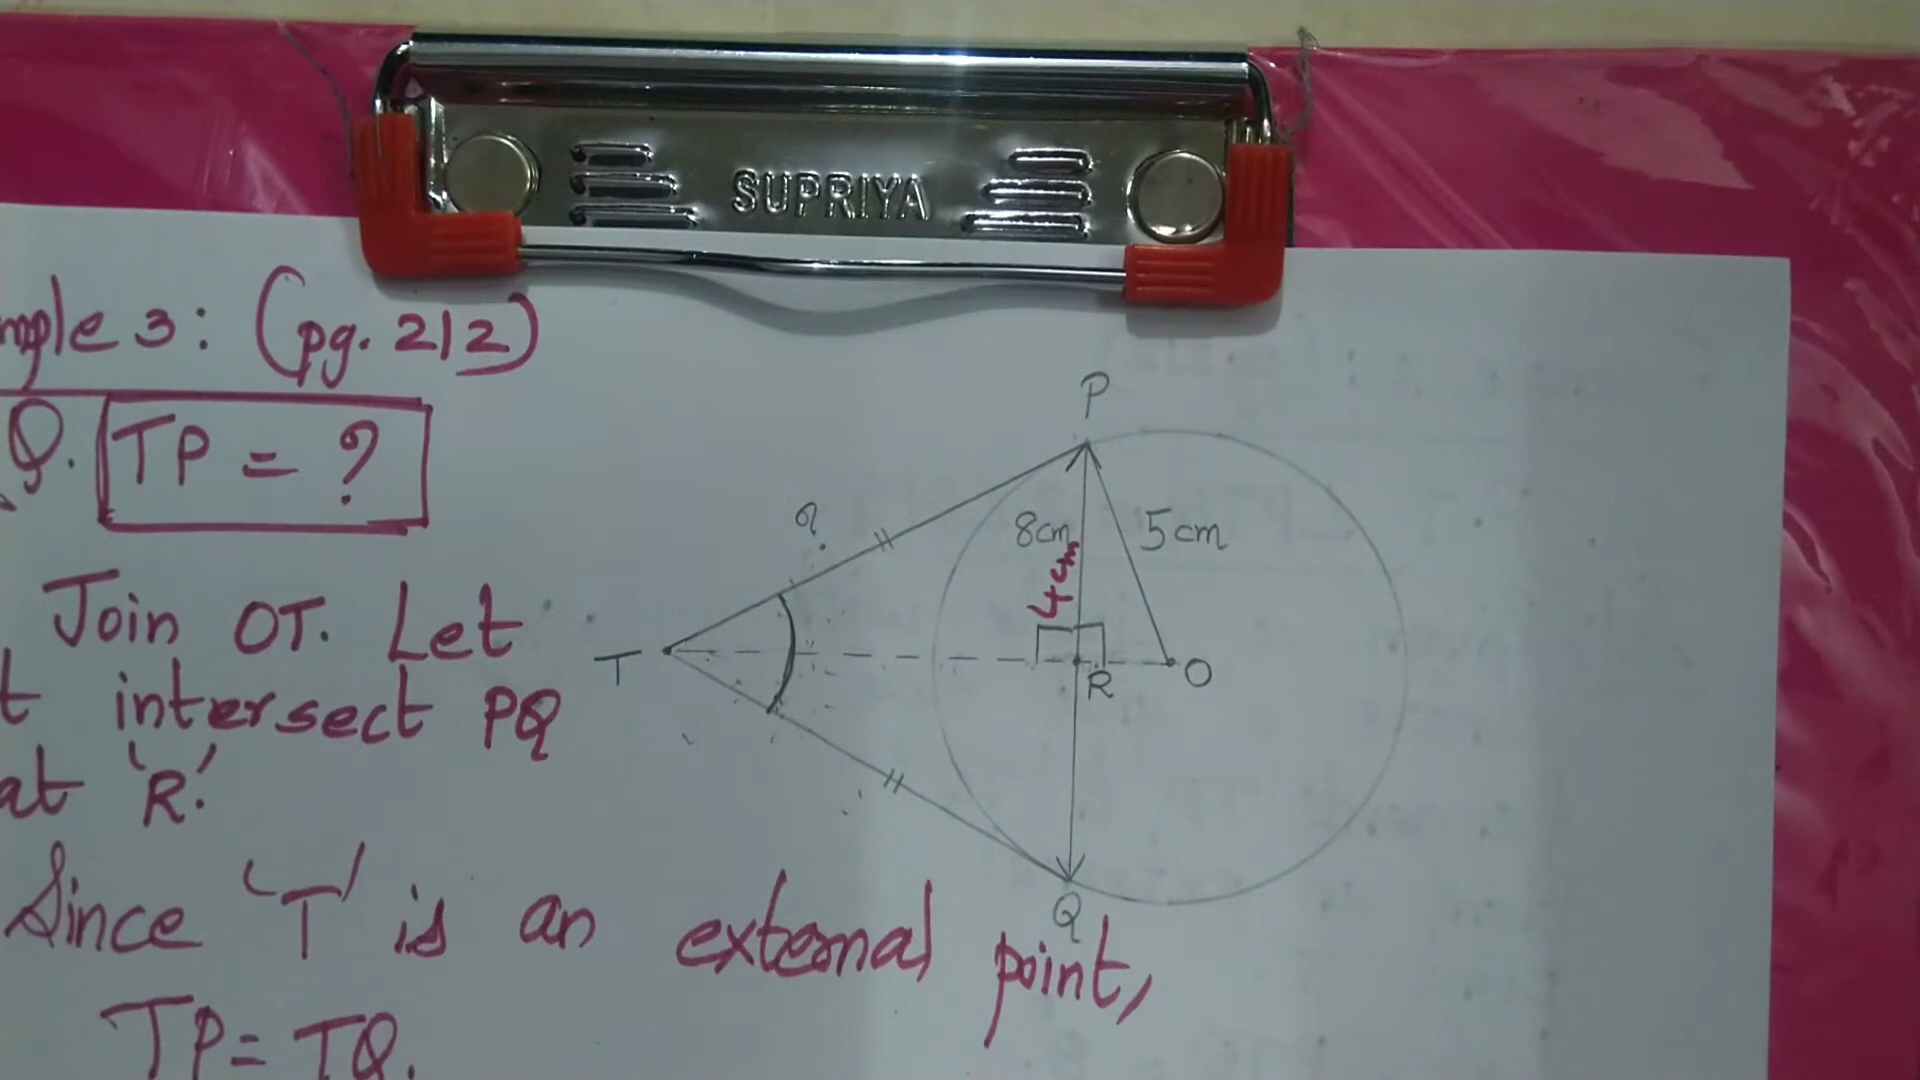 SUPRIYA
mple 3: (pg. 212)
Q. TP = ?
Join OT. Let
t intersect PQ
at 'R'.
Since 'T' is an external point,
TP = TQ.
P
?
8cm
5cm
4cm
T
R
O
Q